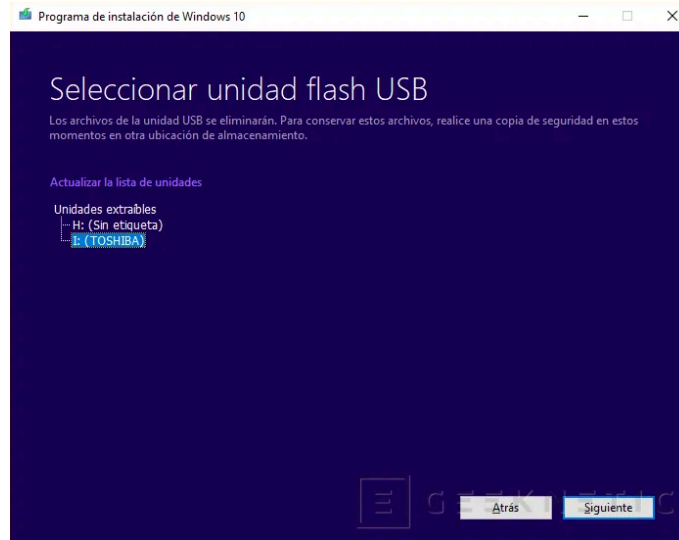 Programa de instalación de Windows 10
Seleccionar unidad flash USB
Los archivos de la unidad USB se eliminarán. Para conservar estos archivos, realice una copia de seguridad en estos
momentos en otra ubicación de almacenamiento.
Actualizar la lista de unidades
Unidades extraíbles
H: (Sin etiqueta)
I: (TOSHIBA)
Atrás
Siguiente